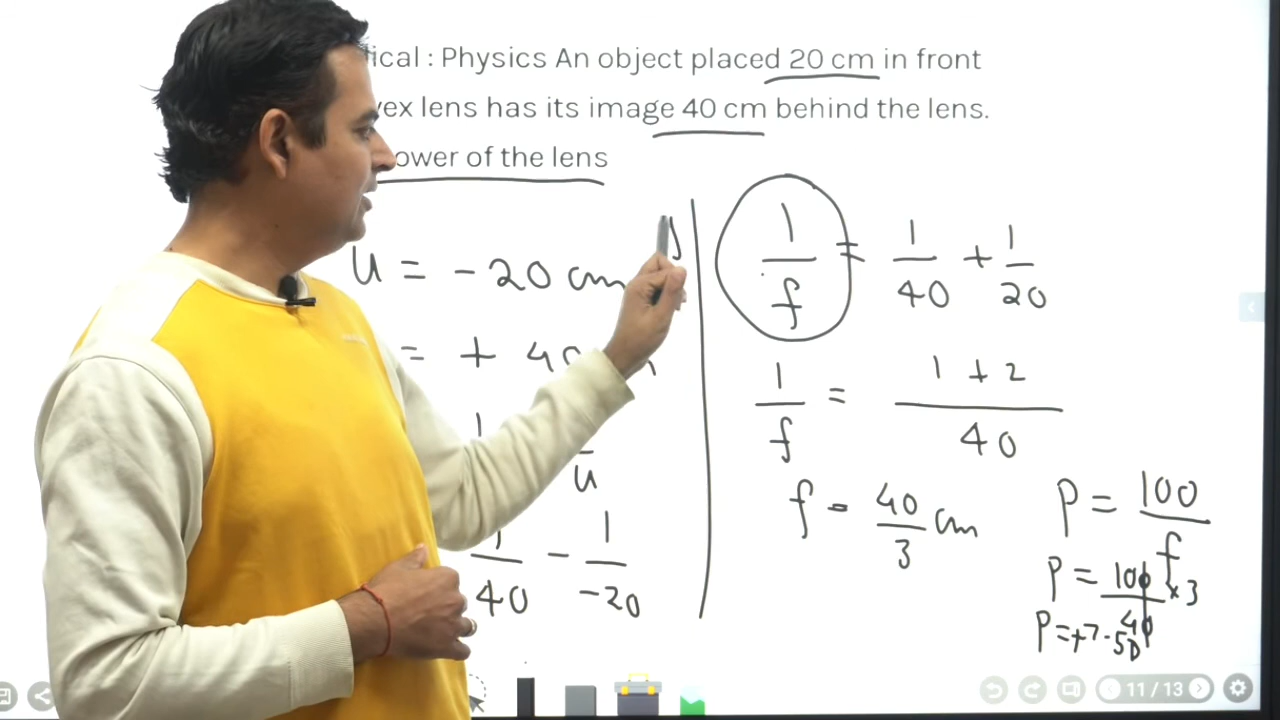 ical : Physics An object placed 20 cm in front
vex lens has its image 40 cm behind the lens.
ower of the lens
u = - 20 cm
= + 40
1
u
1/40 - 1/-20
1/f = 1/40 + 1/20
1/f = 1 + 2/40
f = 40/3 cm
P = 100/f
P = 100/40 x 3
P = +7.5D
11 / 13